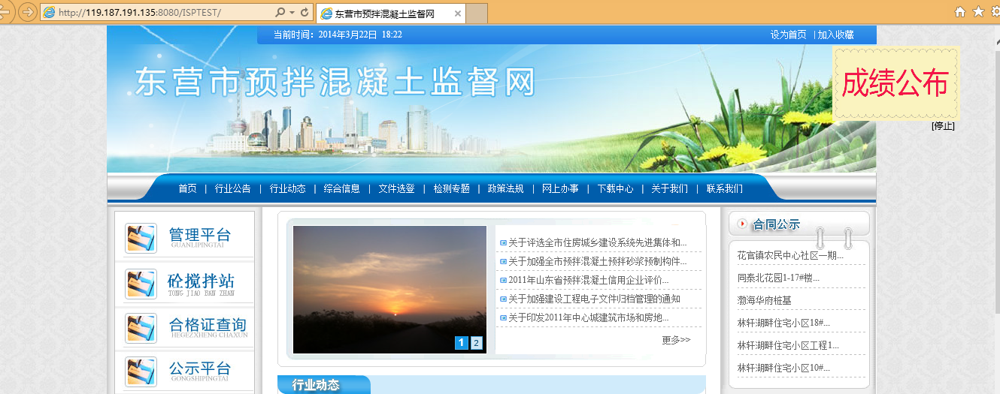 http://119.187.191.135:8080/ISPTEST/
东营市预拌混凝土监督网
当前时间：2014年3月22日 18:22
设为首页 | 加入收藏
东营市预拌混凝土监督网
成绩公布
[停止]
首页 | 行业公告 | 行业动态 | 综合信息 | 文件选登 | 检测专题 | 政策法规 | 网上办事 | 下载中心 | 关于我们 | 联系我们
管理平台
GUANLIPINGTAI
砼搅拌站
TONG JIAO BAN ZHAN
合格证查询
HEGEZXHENG CHAXUN
公示平台
GONGSHIPINGTAI
1 2
关于评选全市住房城乡建设系统先进集体和...
关于加强全市预拌混凝土预拌砂浆预制构件...
2011年山东省预拌混凝土信用企业评价...
关于加强建设工程电子文件归档管理的通知
关于印发2011年中心城建筑市场和房地...
更多>>
行业动态
合同公示
花官镇农民中心社区一期...
同泰北花园1-17#楼...
渤海华府桩基
林轩湖畔住宅小区18#...
林轩湖畔住宅小区工程1...
林轩湖畔住宅小区10#...